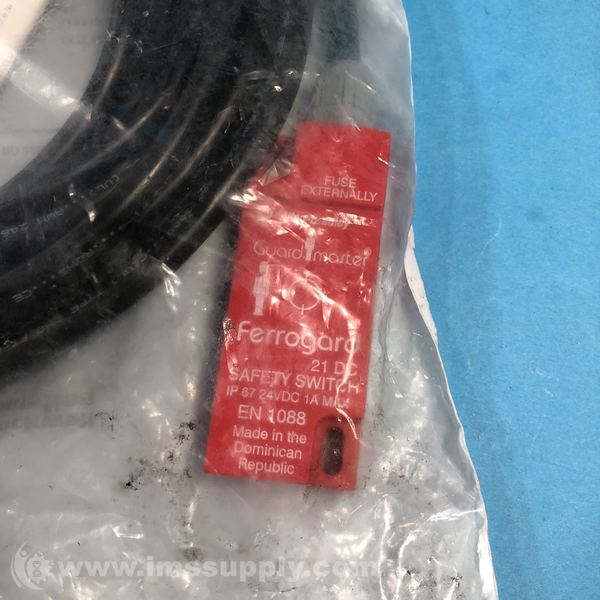 FUSE
EXTERNALLY
Bradley
Guardmaster
Ferrogard
21 DC
SAFETY SWITCH
IP 67 24VDC 1A MAX.
EN 1088
Made in the
Dominican
Republic
www.imssupply.com